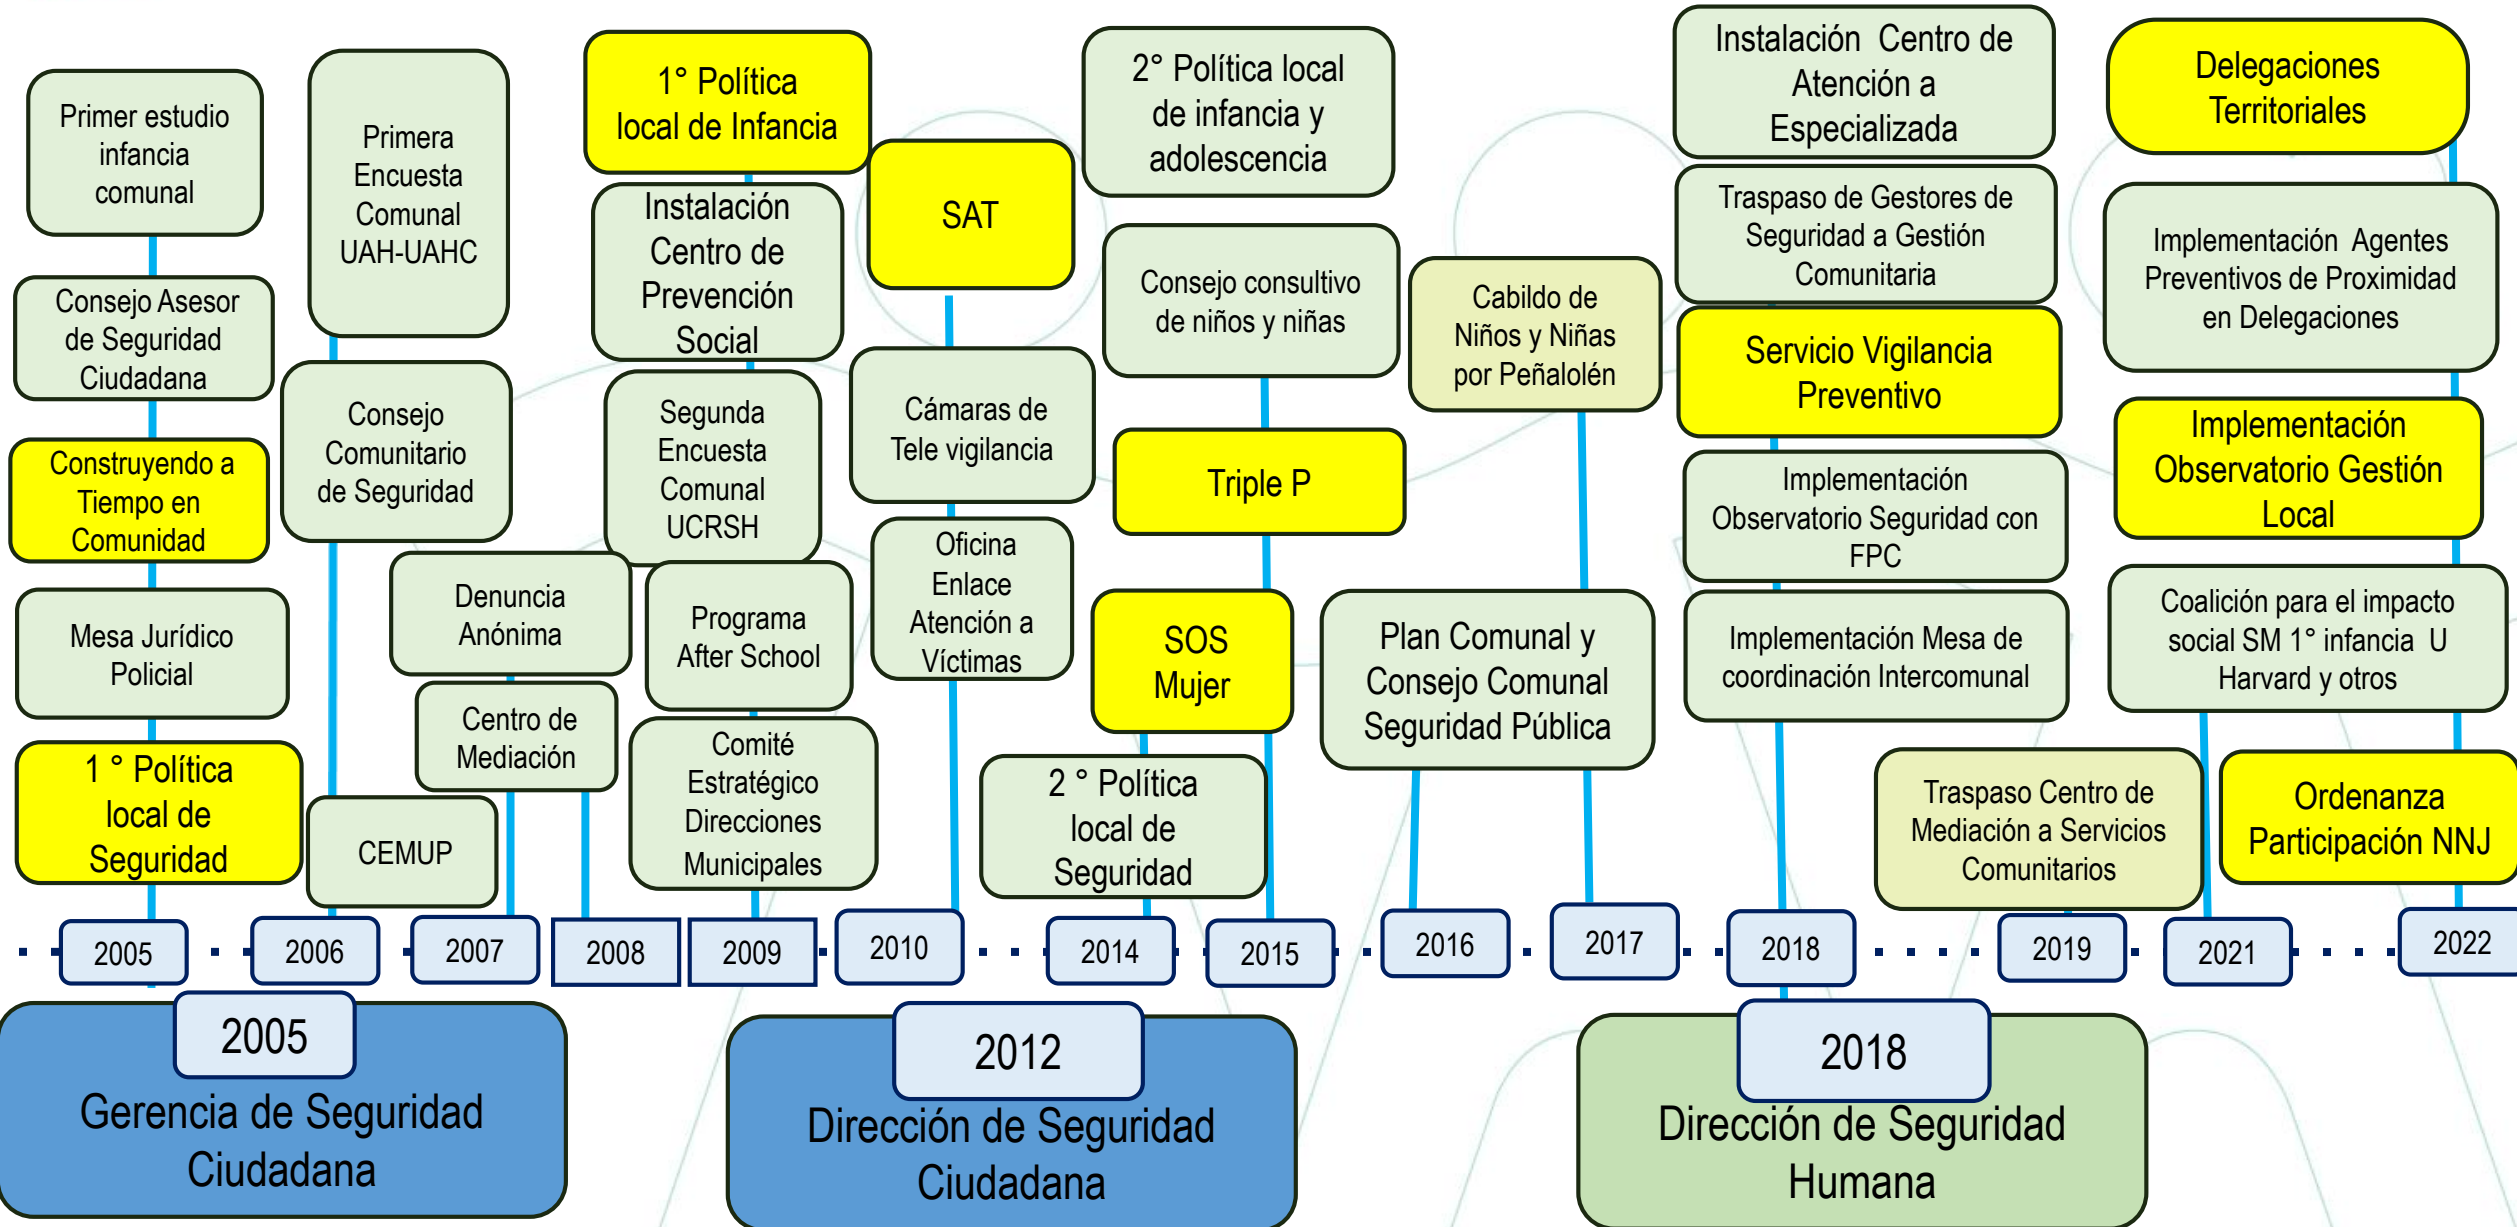 Primer estudio
infancia
comunal
Consejo Asesor
de Seguridad
Ciudadana
Construyendo a
Tiempo en
Comunidad
Mesa Jurídico
Policial
1 ° Política
local de
Seguridad
Primera
Encuesta
Comunal
UAH-UAHC
Consejo
Comunitario
de Seguridad
CEMUP
Denuncia
Anónima
Centro de
Mediación
1° Política
local de Infancia
Instalación
Centro de
Prevención
Social
Segunda
Encuesta
Comunal
UCRSH
Programa
After School
Comité
Estratégico
Direcciones
Municipales
SAT
Cámaras de
Tele vigilancia
Oficina
Enlace
Atención a
Víctimas
2° Política local
de infancia y
adolescencia
Consejo consultivo
de niños y niñas
Triple P
SOS
Mujer
2 ° Política
local de
Seguridad
Cabildo de
Niños y Niñas
por Peñalolén
Plan Comunal y
Consejo Comunal
Seguridad Pública
Instalación Centro de
Atención a
Especializada
Traspaso de Gestores de
Seguridad a Gestión
Comunitaria
Servicio Vigilancia
Preventivo
Implementación
Observatorio Seguridad con
FPC
Implementación Mesa de
coordinación Intercomunal
Traspaso Centro de
Mediación a Servicios
Comunitarios
Delegaciones
Territoriales
Implementación Agentes
Preventivos de Proximidad
en Delegaciones
Implementación
Observatorio Gestión
Local
Coalición para el impacto
social SM 1° infancia U
Harvard y otros
Ordenanza
Participación NNJ
2005
2006
2007
2008
2009
2010
2014
2015
2016
2017
2018
2019
2021
2022
2005
Gerencia de Seguridad
Ciudadana
2012
Dirección de Seguridad
Ciudadana
2018
Dirección de Seguridad
Humana